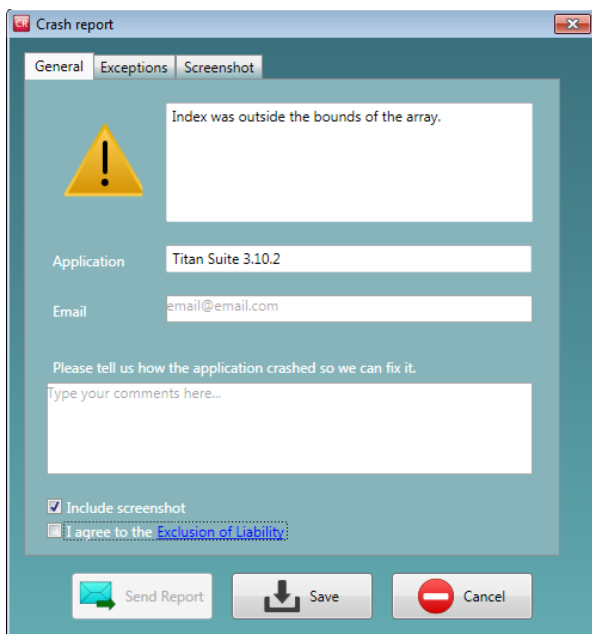 CR Crash report
General Exceptions Screenshot
Index was outside the bounds of the array.
Application Titan Suite 3.10.2
Email email@email.com
Please tell us how the application crashed so we can fix it.
Type your comments here...
Include screenshot
I agree to the Exclusion of Liability
Send Report Save Cancel